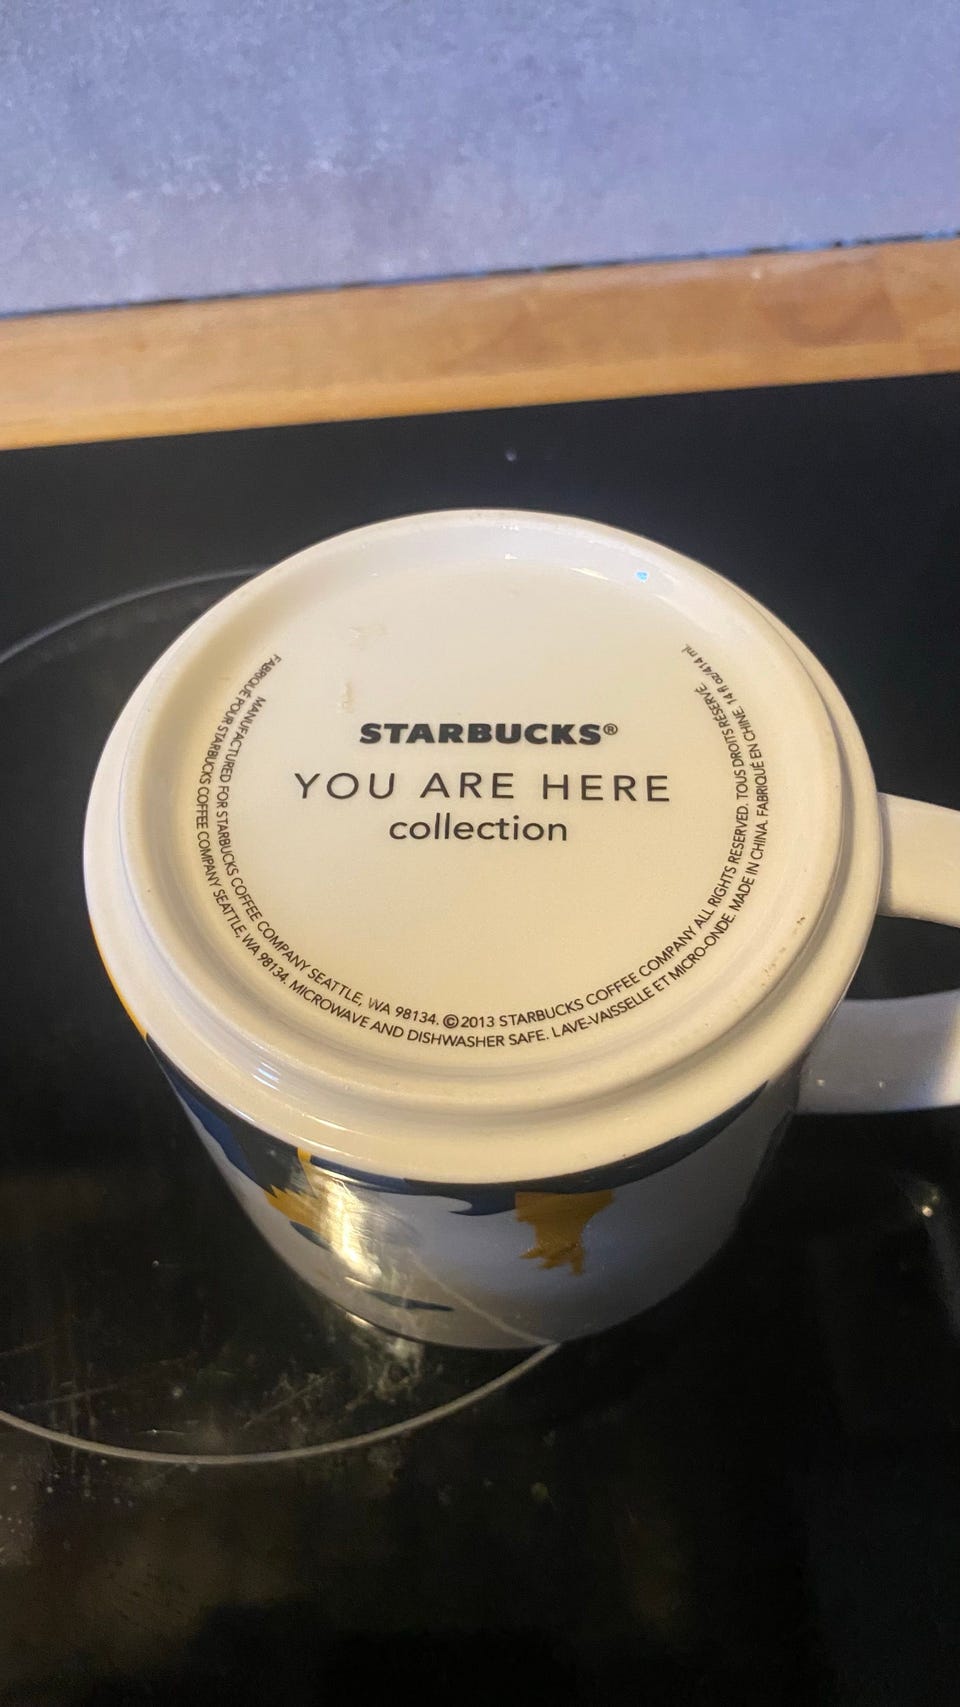 STARBUCKS®
YOU ARE HERE
collection
MANUFACTURED FOR STARBUCKS COFFEE COMPANY SEATTLE, WA 98134. ©2013 STARBUCKS COFFEE COMPANY ALL RIGHTS RESERVED. TOUS DROITS RÉSERVÉ.
FABRIQUÉ POUR STARBUCKS COFFEE COMPANY SEATTLE, WA 98134. MICROWAVE AND DISHWASHER SAFE. LAVE-VAISSELLE ET MICRO-ONDE. MADE IN CHINA. FABRIQUÉ EN CHINE. 14 fl oz/414 mL